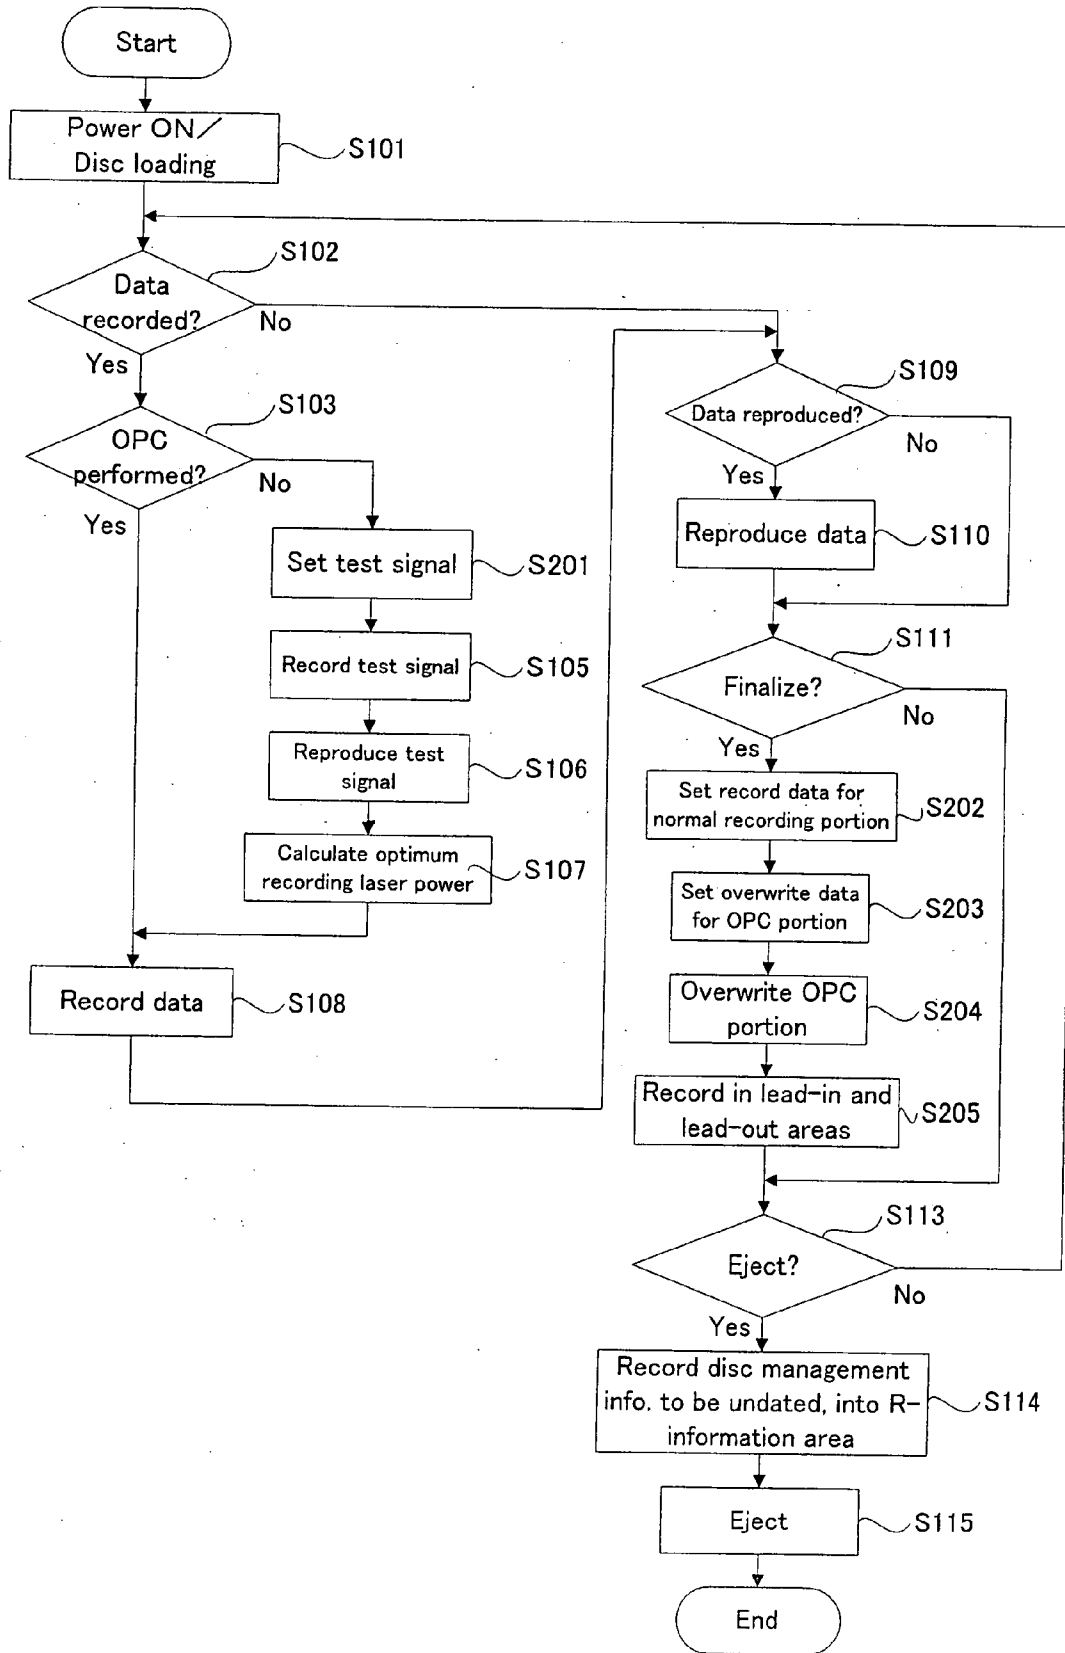 Start
Power ON/
Disc loading
S101
S102
Data
recorded?
No
Yes
S103
OPC
performed?
No
Yes
Set test signal
S201
Record test signal
S105
Reproduce test
signal
S106
Calculate optimum
recording laser power
S107
Record data
S108
S109
Data reproduced?
No
Yes
Reproduce data
S110
S111
Finalize?
No
Yes
Set record data for
normal recording portion
S202
Set overwrite data
for OPC portion
S203
Overwrite OPC
portion
S204
Record in lead-in and
lead-out areas
S205
S113
Eject?
No
Yes
Record disc management
info. to be undated, into R-
information area
S114
Eject
S115
End